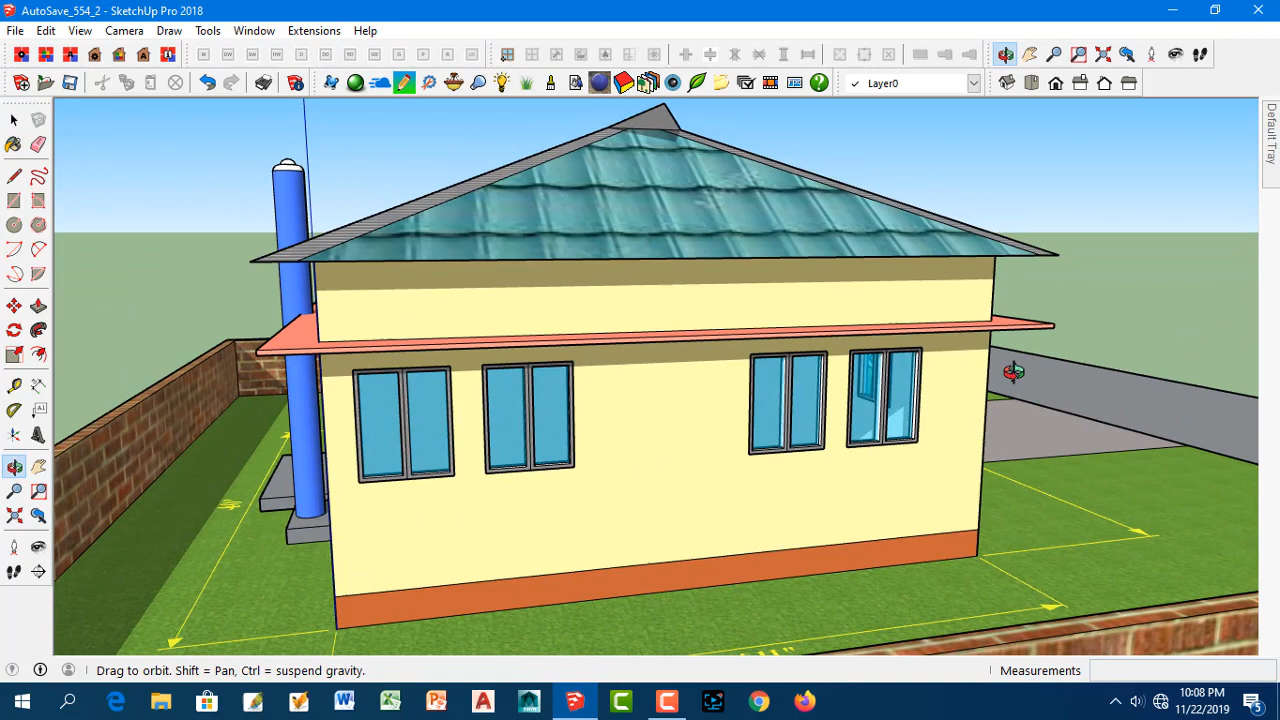 AutoSave_554_2 - SketchUp Pro 2018
File Edit View Camera Draw Tools Window Extensions Help
Layer0
Default Tray
Drag to orbit. Shift = Pan, Ctrl = suspend gravity.
Measurements
10:08 PM
11/22/2019
5